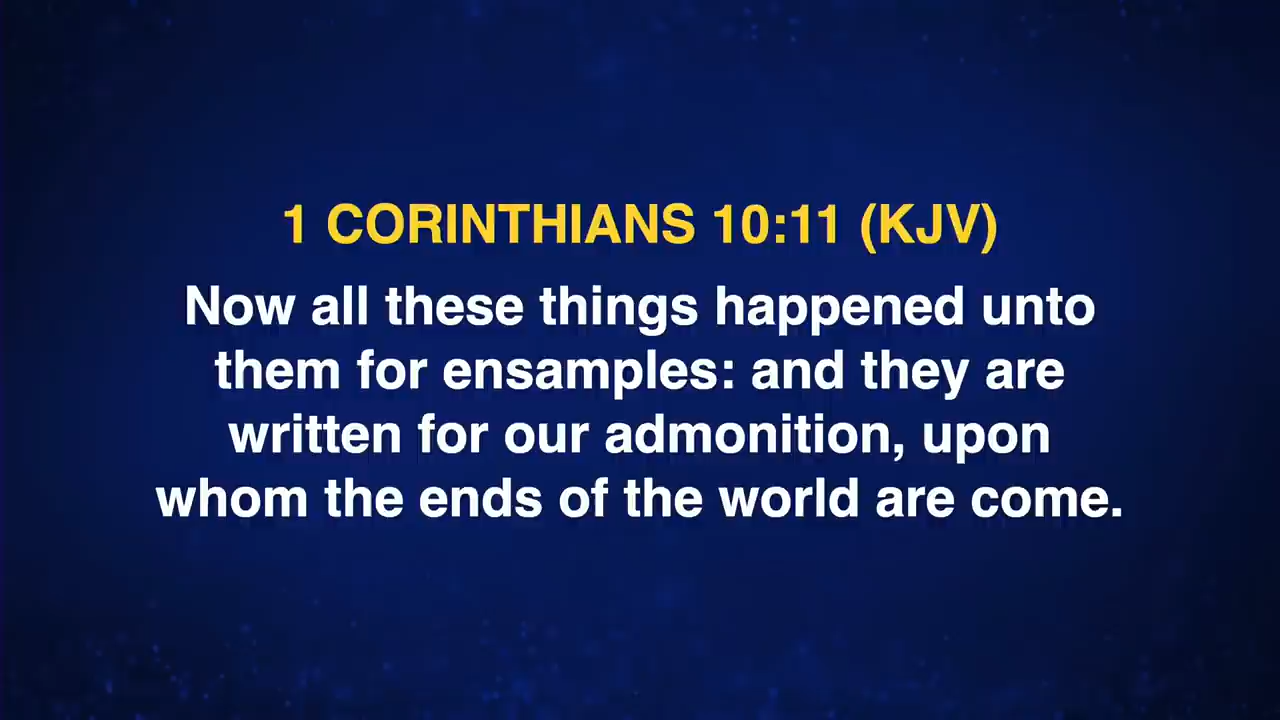 1 CORINTHIANS 10:11 (KJV)
Now all these things happened unto
them for ensamples: and they are
written for our admonition, upon
whom the ends of the world are come.